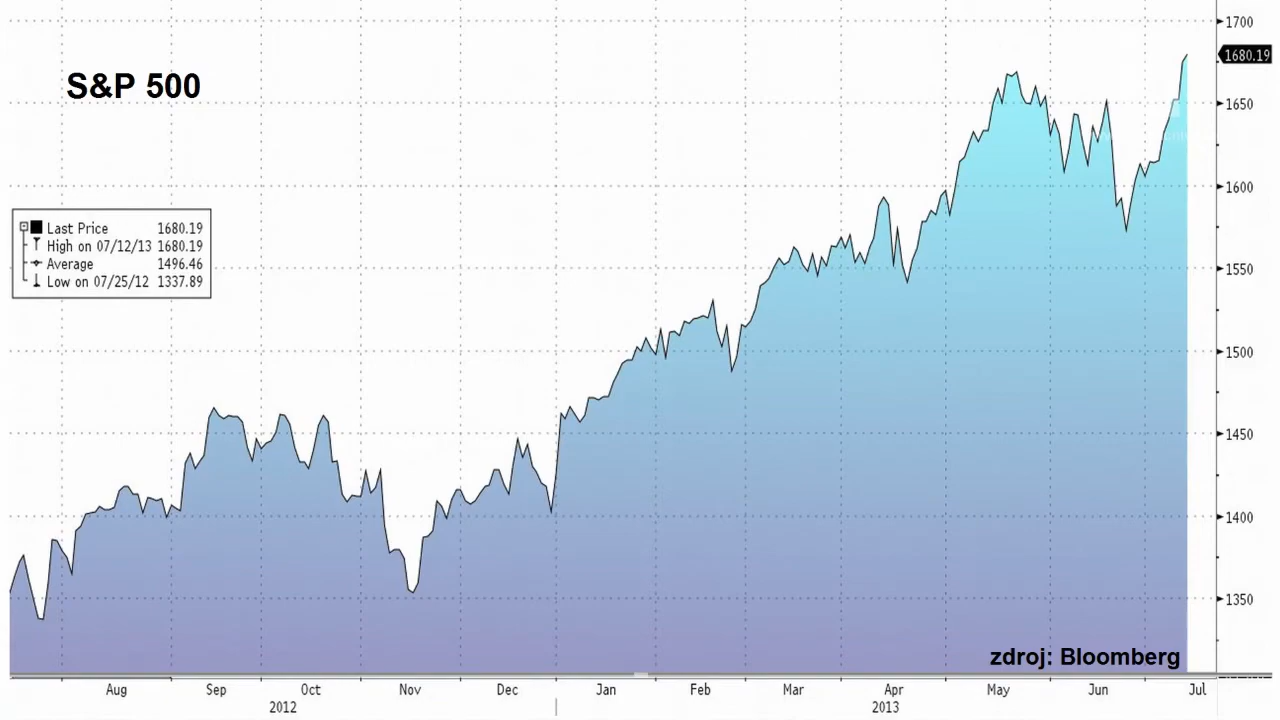 S&P 500
Last Price 1680.19
High on 07/12/13 1680.19
Average 1496.46
Low on 07/25/12 1337.89
1700
1680.19
1650
1600
1550
1500
1450
1400
1350
zdroj: Bloomberg
Aug Sep Oct Nov Dec Jan Feb Mar Apr May Jun Jul
2012 2013